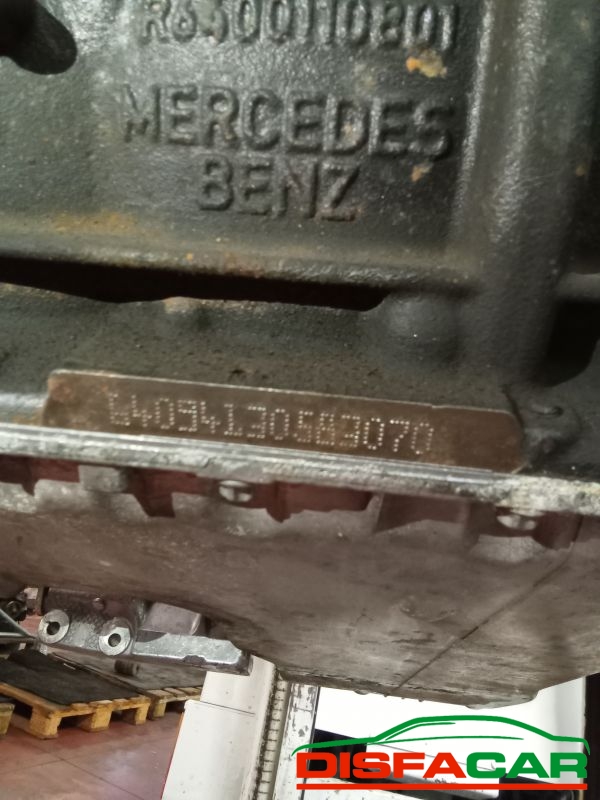 R6400110801
MERCEDES
BENZ
64094130583070
DISFACAR